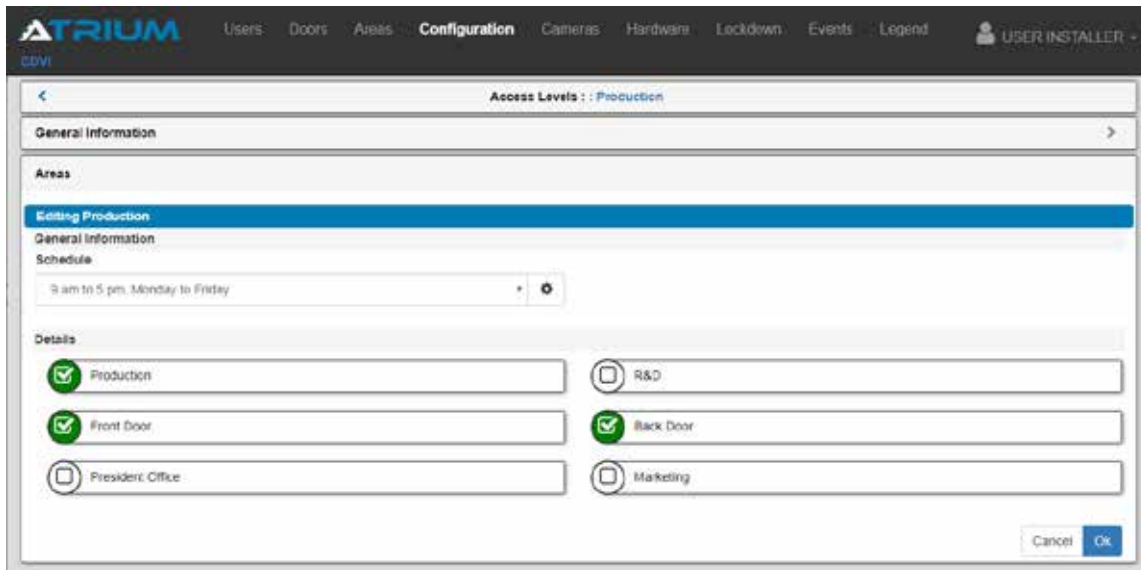 ATRIUM Users Doors Areas Configuration Cameras Hardware Lockdown Events Legend USER INSTALLER
CDVI
Access Levels : : Production
General Information
Areas
Editing Production
General Information
Schedule
9 am to 5 pm, Monday to Friday
Details
Production R&D
Front Door Back Door
President Office Marketing
Cancel Ok